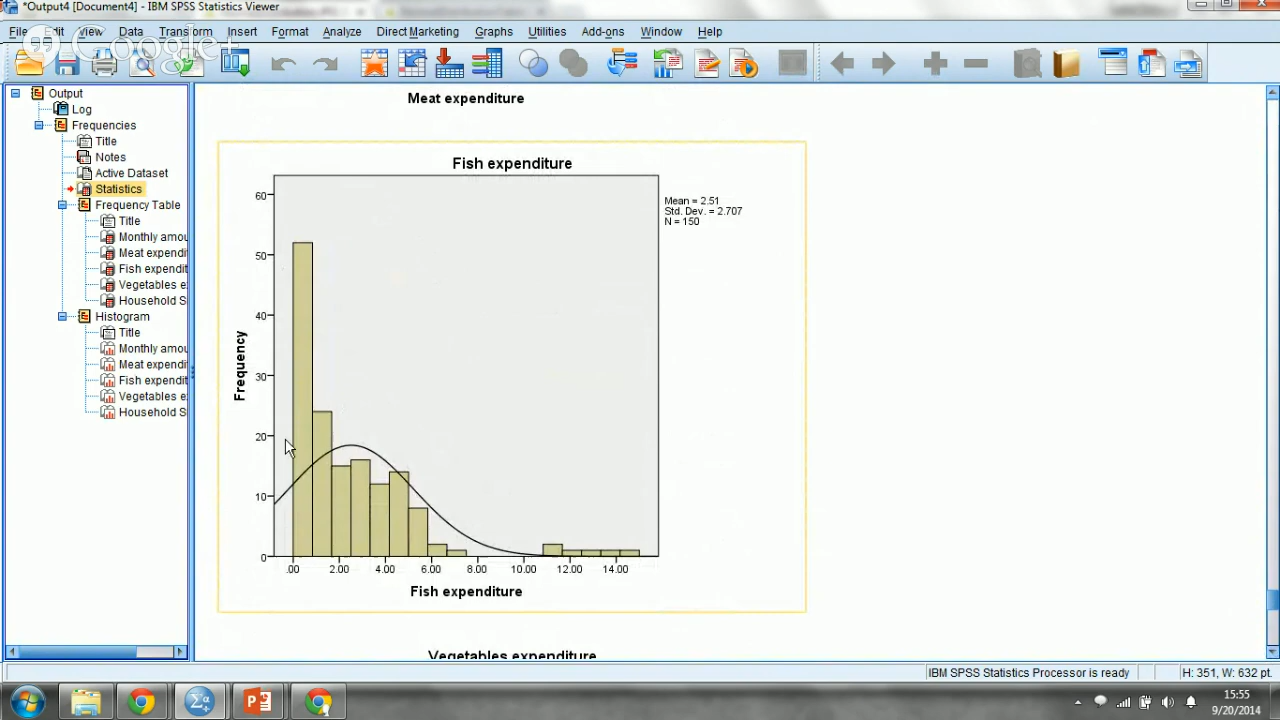 *Output4 [Document4] - IBM SPSS Statistics Viewer
File Edit View Data Transform Insert Format Analyze Direct Marketing Graphs Utilities Add-ons Window Help
Google+
Output
Log
Frequencies
Title
Notes
Active Dataset
Statistics
Frequency Table
Title
Monthly amou
Meat expendi
Fish expendit
Vegetables e
Household S
Histogram
Title
Monthly amou
Meat expendi
Fish expendit
Vegetables e
Household S
Meat expenditure
Fish expenditure
Mean = 2.51
Std. Dev. = 2.707
N = 150
Frequency
60
50
40
30
20
10
0
.00 2.00 4.00 6.00 8.00 10.00 12.00 14.00
Fish expenditure
Vegetables expenditure
IBM SPSS Statistics Processor is ready
H: 351, W: 632 pt.
15:55
9/20/2014